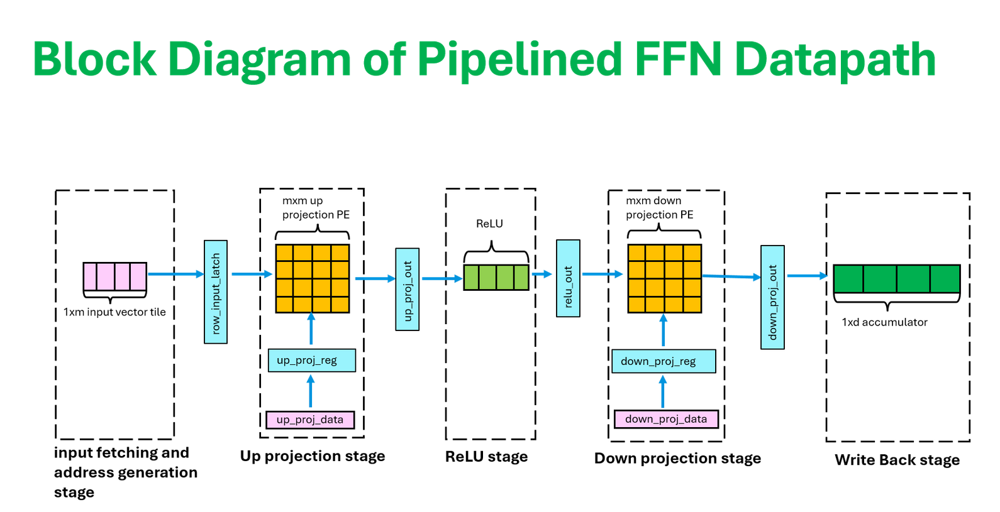 Block Diagram of Pipelined FFN Datapath
1xm input vector tile
input fetching and
address generation
stage
row_input_latch
mxm up
projection PE
up_proj_reg
up_proj_data
Up projection stage
up_proj_out
ReLU
ReLU stage
relu_out
mxm down
projection PE
down_proj_reg
down_proj_data
Down projection stage
down_proj_out
1xd accumulator
Write Back stage